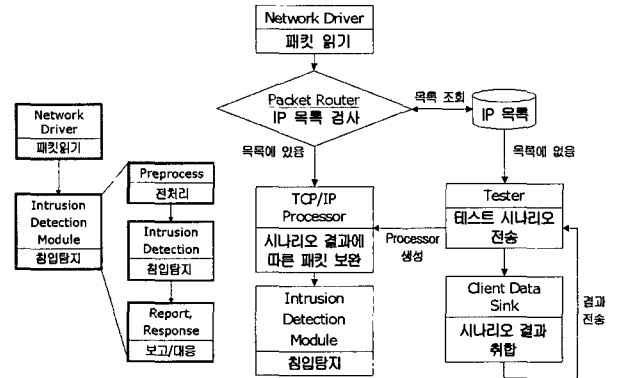 Network Driver
패킷 읽기
Packet Router
IP 목록 검사
목록 조회
IP 목록
목록에 있음
목록에 없음
Network
Driver
패킷읽기
Intrusion
Detection
Module
침입탐지
Preprocess
전처리
Intrusion
Detection
침입탐지
Report,
Response
보고/대응
TCP/IP
Processor
시나리오 결과에
따른 패킷 보완
Intrusion
Detection
Module
침입탐지
Processor
생성
Tester
테스트 시나리오
전송
Client Data
Sink
시나리오 결과
취합
결과
전송